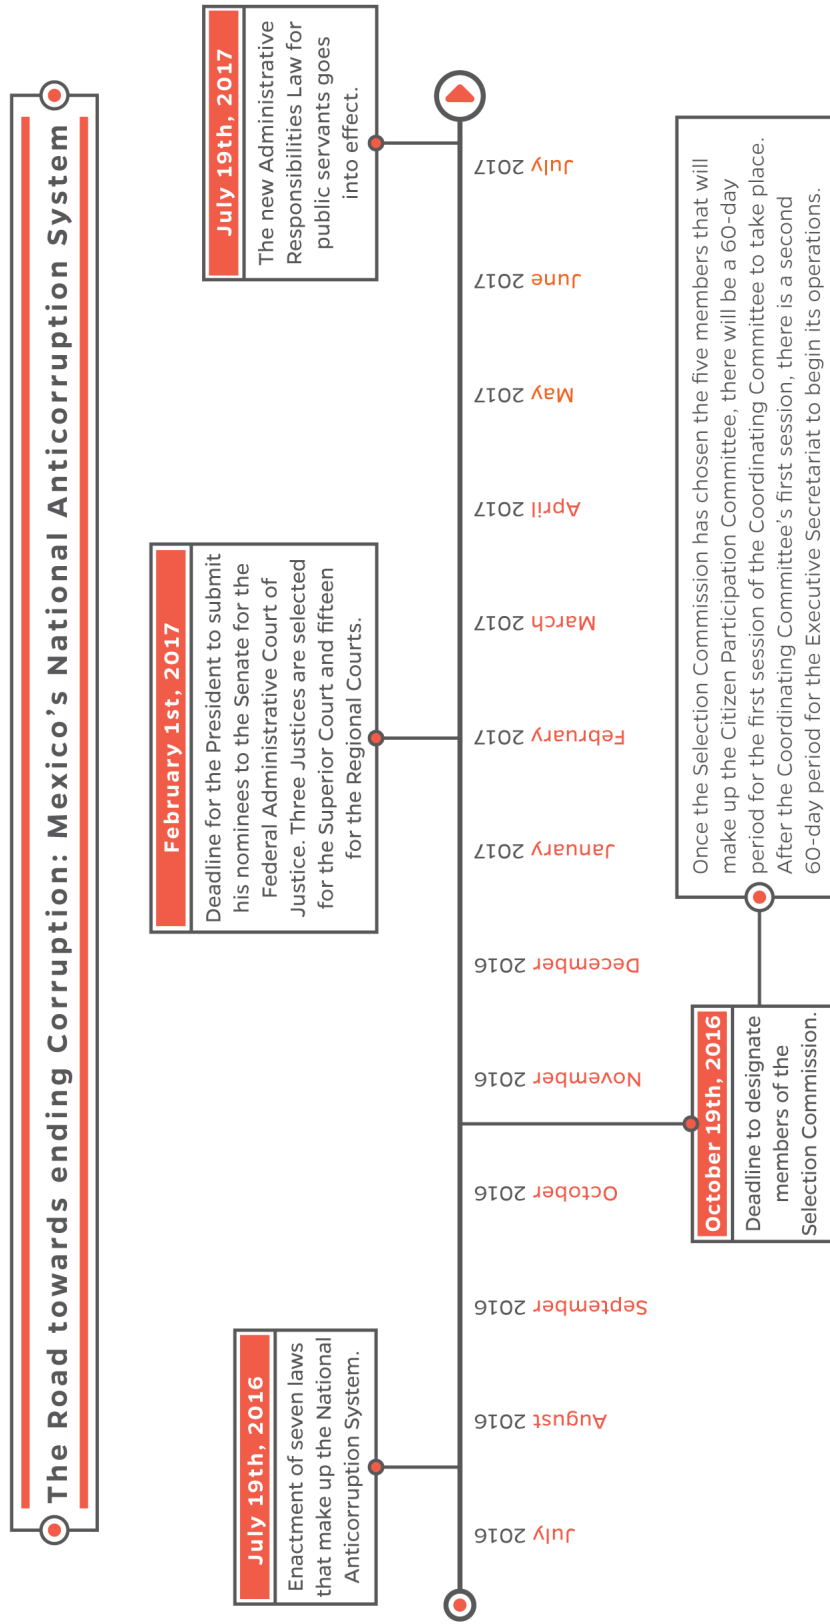 The Road towards ending Corruption: Mexico’s National Anticorruption System
July 19th, 2016
Enactment of seven laws
that make up the National
Anticorruption System.
February 1st, 2017
Deadline for the President to submit
his nominees to the Senate for the
Federal Administrative Court of
Justice. Three Justices are selected
for the Superior Court and fifteen
for the Regional Courts.
July 19th, 2017
The new Administrative
Responsibilities Law for
public servants goes
into effect.
July 2016
August 2016
September 2016
October 2016
November 2016
December 2016
January 2017
February 2017
March 2017
April 2017
May 2017
June 2017
July 2017
October 19th, 2016
Deadline to designate
members of the
Selection Commission.
Once the Selection Commission has chosen the five members that will
make up the Citizen Participation Committee, there will be a 60-day
period for the first session of the Coordinating Committee to take place.
After the Coordinating Committee’s first session, there is a second
60-day period for the Executive Secretariat to begin its operations.